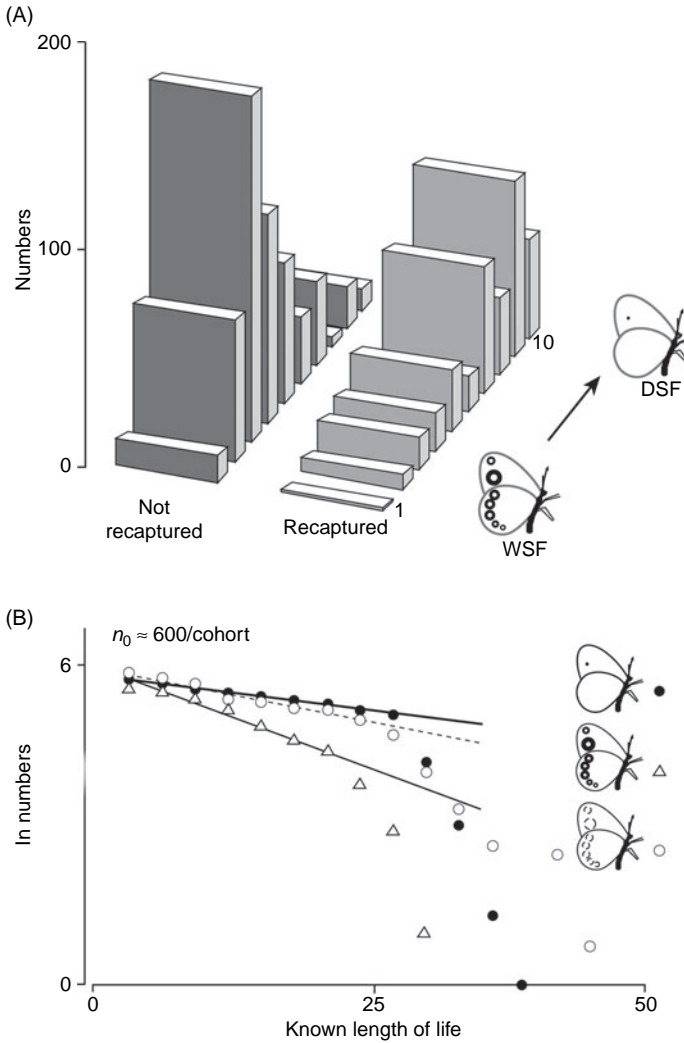 (A)
200
100
0
Numbers
Not
recaptured
Recaptured
1
10
WSF
DSF
(B)
n0 ≈ 600/cohort
6
0
ln numbers
0
25
50
Known length of life